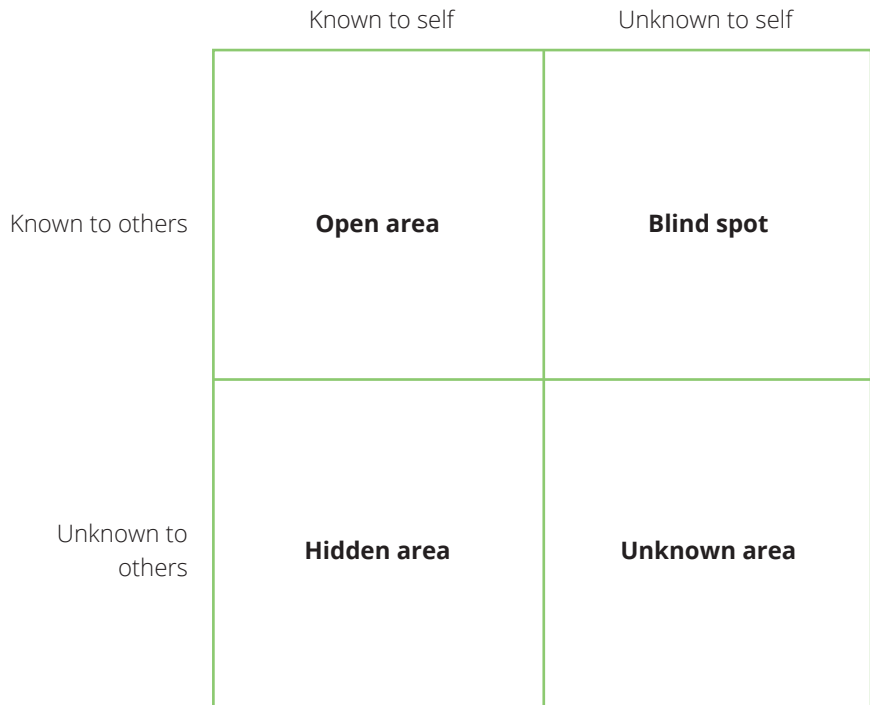 Known to self
Unknown to self
Known to others
Open area
Blind spot
Unknown to
others
Hidden area
Unknown area